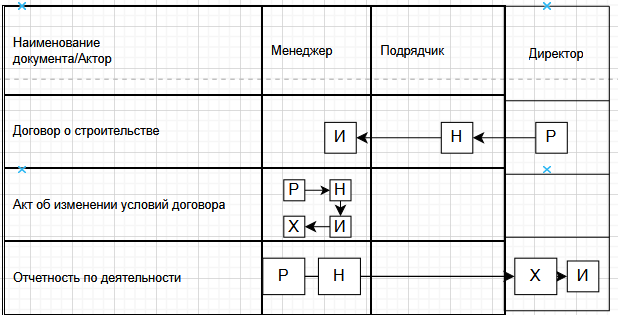 Наименование
документа/Актор
Менеджер
Подрядчик
Директор
Договор о строительстве
И
Н
Р
Акт об изменении условий договора
Р
Н
Х
И
Отчетность по деятельности
Р
Н
Х
И